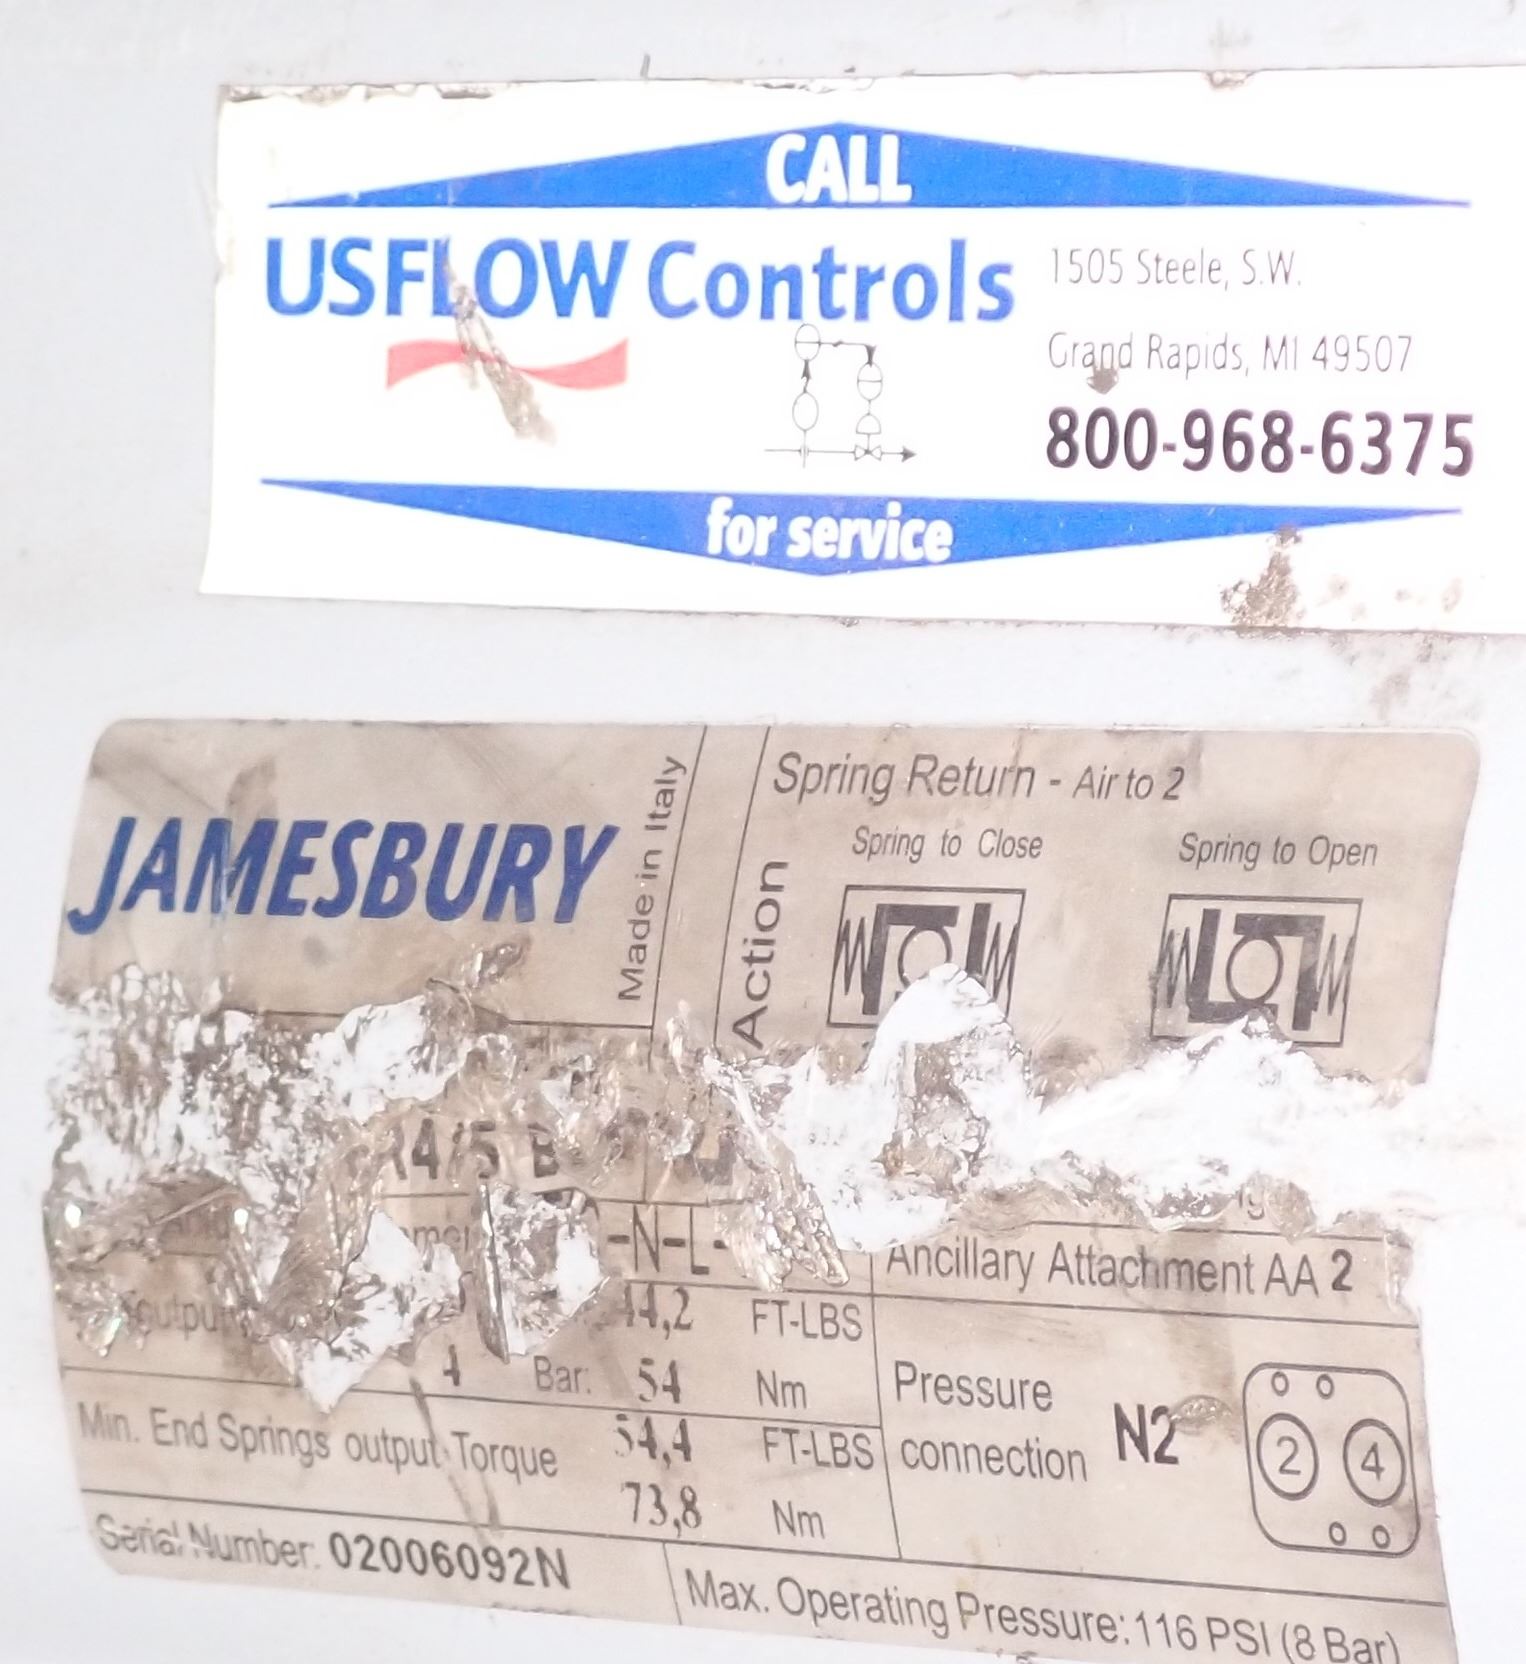 CALL
USFLOW Controls
1505 Steele, S.W.
Grand Rapids, MI 49507
800-968-6375
for service
JAMESBURY
Made in Italy
Action
Spring Return - Air to 2
Spring to Close
Spring to Open
-N-L-
Ancillary Attachment AA 2
44,2 FT-LBS
4 Bar: 54 Nm
Min. End Springs output Torque 54,4 FT-LBS
73,8 Nm
Pressure
connection N2
2 4
Serial Number: 02006092N
Max. Operating Pressure: 116 PSI (8 Bar)